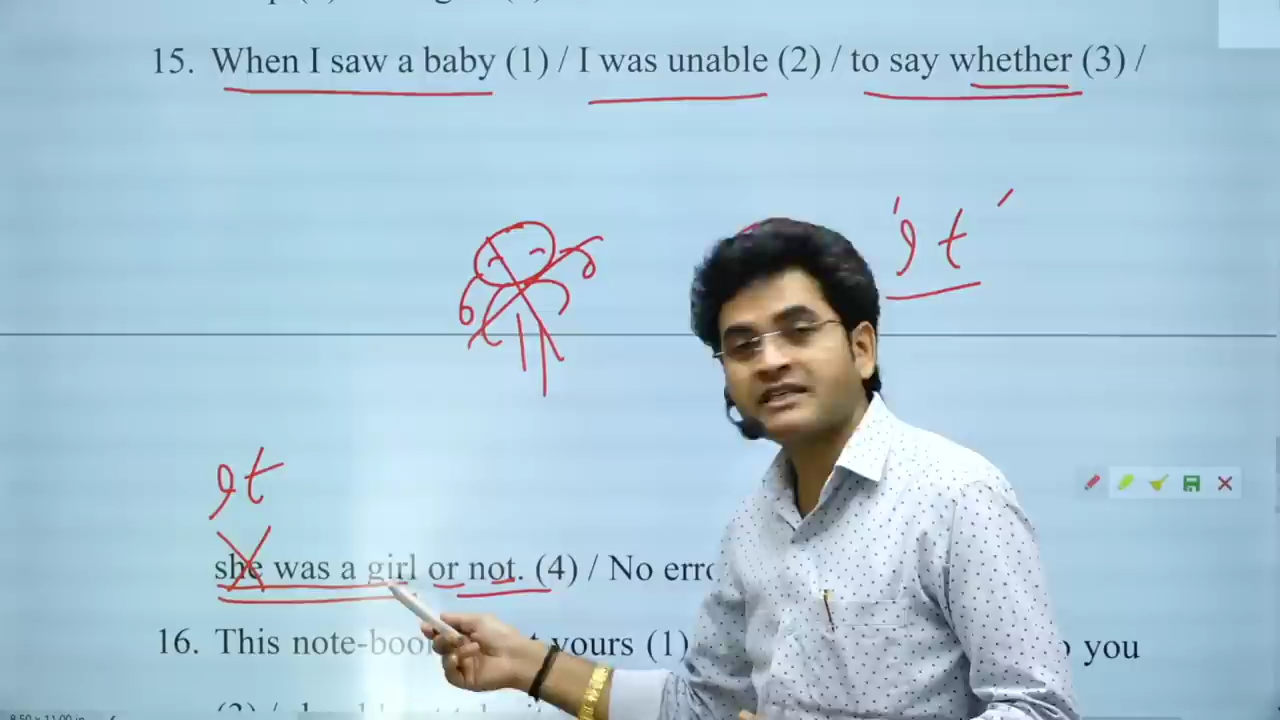 15. When I saw a baby (1) / I was unable (2) / to say whether (3) /
'It'
It
she was a girl or not. (4) / No erro
16. This note-boo yours (1) you